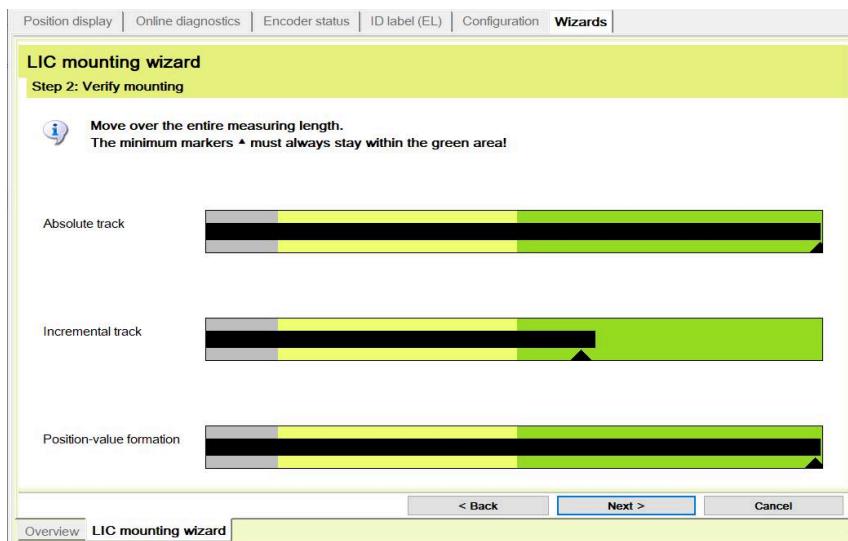 Position display Online diagnostics Encoder status ID label (EL) Configuration Wizards
LIC mounting wizard
Step 2: Verify mounting
Move over the entire measuring length.
The minimum markers ▲ must always stay within the green area!
Absolute track
Incremental track
Position-value formation
< Back Next > Cancel
Overview LIC mounting wizard